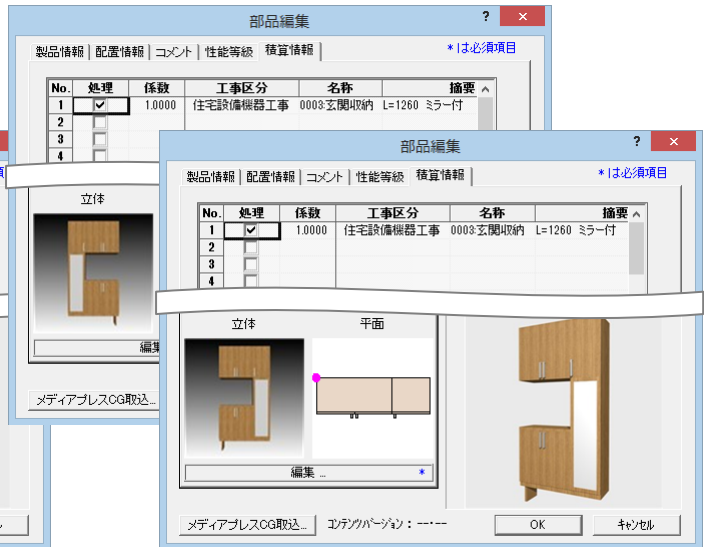 部品編集 ? ×
製品情報 配置情報 コメント 性能等級 積算情報 *は必須項目
No. 処理 係数 工事区分 名称 摘要
1 1.0000 住宅設備機器工事 0003:玄関収納 L=1260 ミラー付
2
3
4
立体
編集
メディアプレスCG取込...
部品編集 ? ×
製品情報 配置情報 コメント 性能等級 積算情報 *は必須項目
No. 処理 係数 工事区分 名称 摘要
1 1.0000 住宅設備機器工事 0003:玄関収納 L=1260 ミラー付
2
3
4
立体 平面
編集 ... *
メディアプレスCG取込... コンテンツバージョン : --.-- OK キャンセル